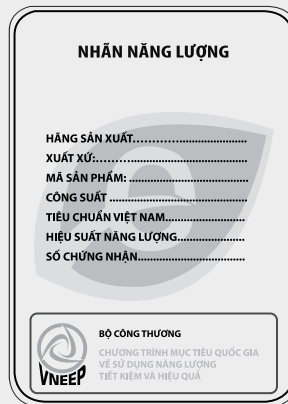 NHÃN NĂNG LƯỢNG
HÃNG SẢN XUẤT...............................
XUẤT XỨ:.........................................
MÃ SẢN PHẨM: ...................................
CÔNG SUẤT .......................................
TIÊU CHUẨN VIỆT NAM.......................
HIỆU SUẤT NĂNG LƯỢNG...................
SỐ CHỨNG NHẬN...............................
BỘ CÔNG THƯƠNG
CHƯƠNG TRÌNH MỤC TIÊU QUỐC GIA
VỀ SỬ DỤNG NĂNG LƯỢNG
TIẾT KIỆM VÀ HIỆU QUẢ
VNEEP